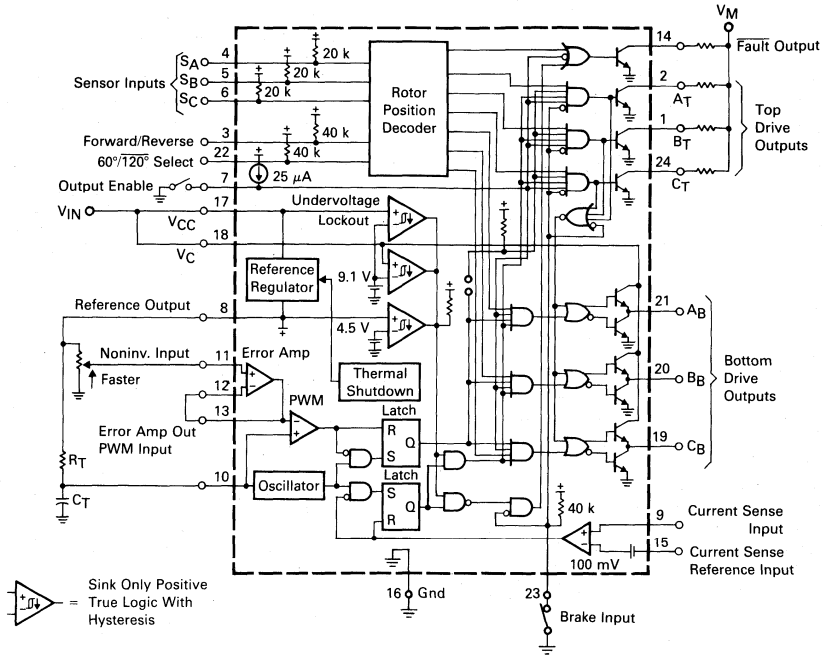 V_M
14
Fault Output
4
S_A
20 k
5
S_B
20 k
6
S_C
20 k
Sensor Inputs
Rotor
Position
Decoder
2
A_T
1
B_T
24
C_T
Top
Drive
Outputs
3
Forward/Reverse
40 k
22
60°/120° Select
40 k
7
Output Enable
25 μA
V_IN
17
V_CC
Undervoltage
Lockout
18
V_C
9.1 V
Reference
Regulator
Reference Output
8
4.5 V
21
A_B
20
B_B
19
C_B
Bottom
Drive
Outputs
Noninv. Input
11
Error Amp
Faster
12
13
Thermal
Shutdown
PWM
Error Amp Out
PWM Input
Latch
R
Q
S
R_T
10
Oscillator
Latch
S
Q
R
C_T
40 k
9
Current Sense
Input
15
Current Sense
Reference Input
100 mV
16
Gnd
23
Brake Input
=
Sink Only Positive
True Logic With
Hysteresis